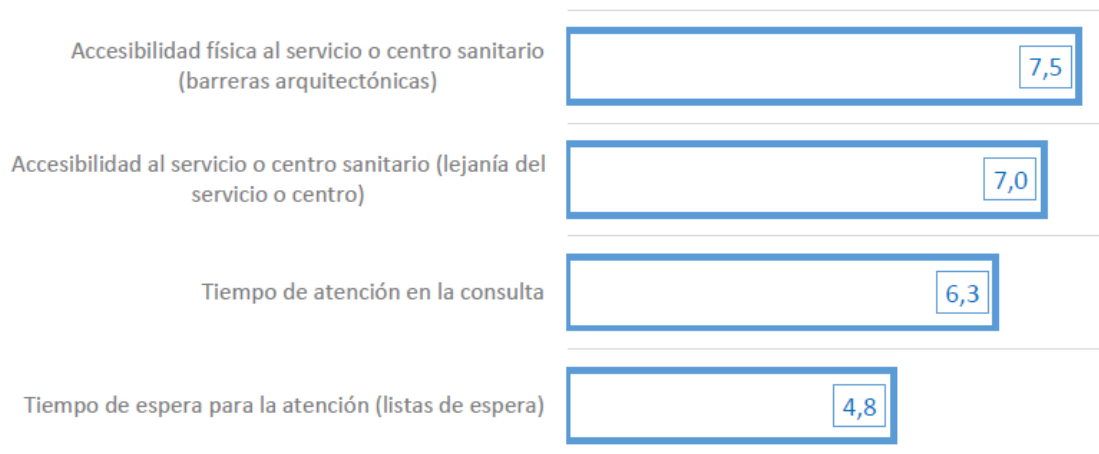 Accesibilidad física al servicio o centro sanitario
(barreras arquitectónicas)
7,5
Accesibilidad al servicio o centro sanitario (lejanía del
servicio o centro)
7,0
Tiempo de atención en la consulta
6,3
Tiempo de espera para la atención (listas de espera)
4,8